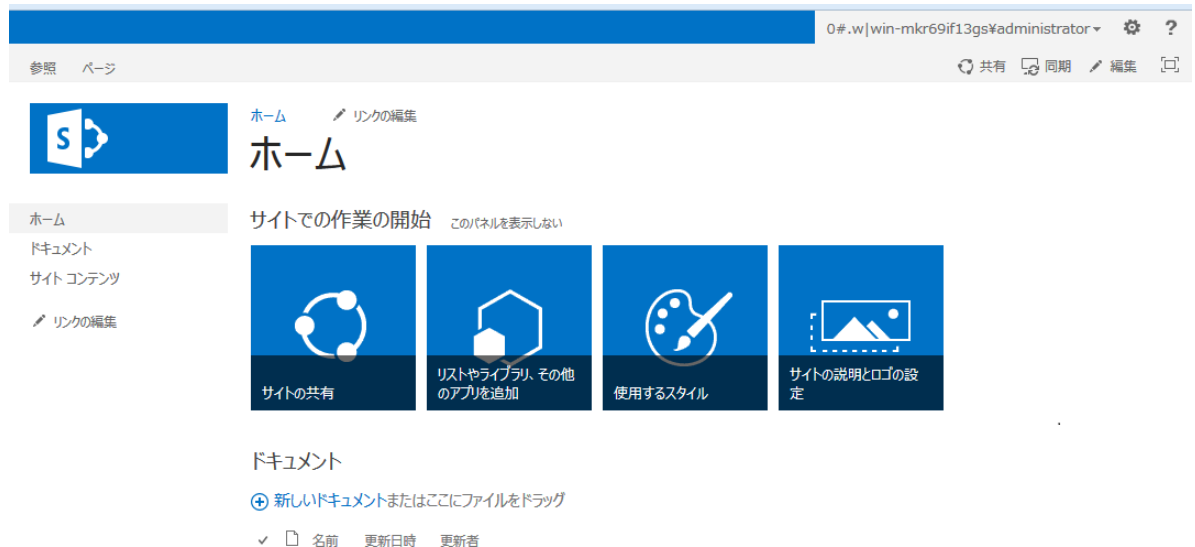 0#.w|win-mkr69if13gs¥administrator ?
参照 ページ 共有 同期 編集
S
ホーム リンクの編集
ホーム
ホーム
ドキュメント
サイト コンテンツ
リンクの編集
サイトでの作業の開始 このパネルを表示しない
サイトの共有
リストやライブラリ、その他
のアプリを追加
使用するスタイル
サイトの説明とロゴの設
定
ドキュメント
新しいドキュメントまたはここにファイルをドラッグ
名前 更新日時 更新者